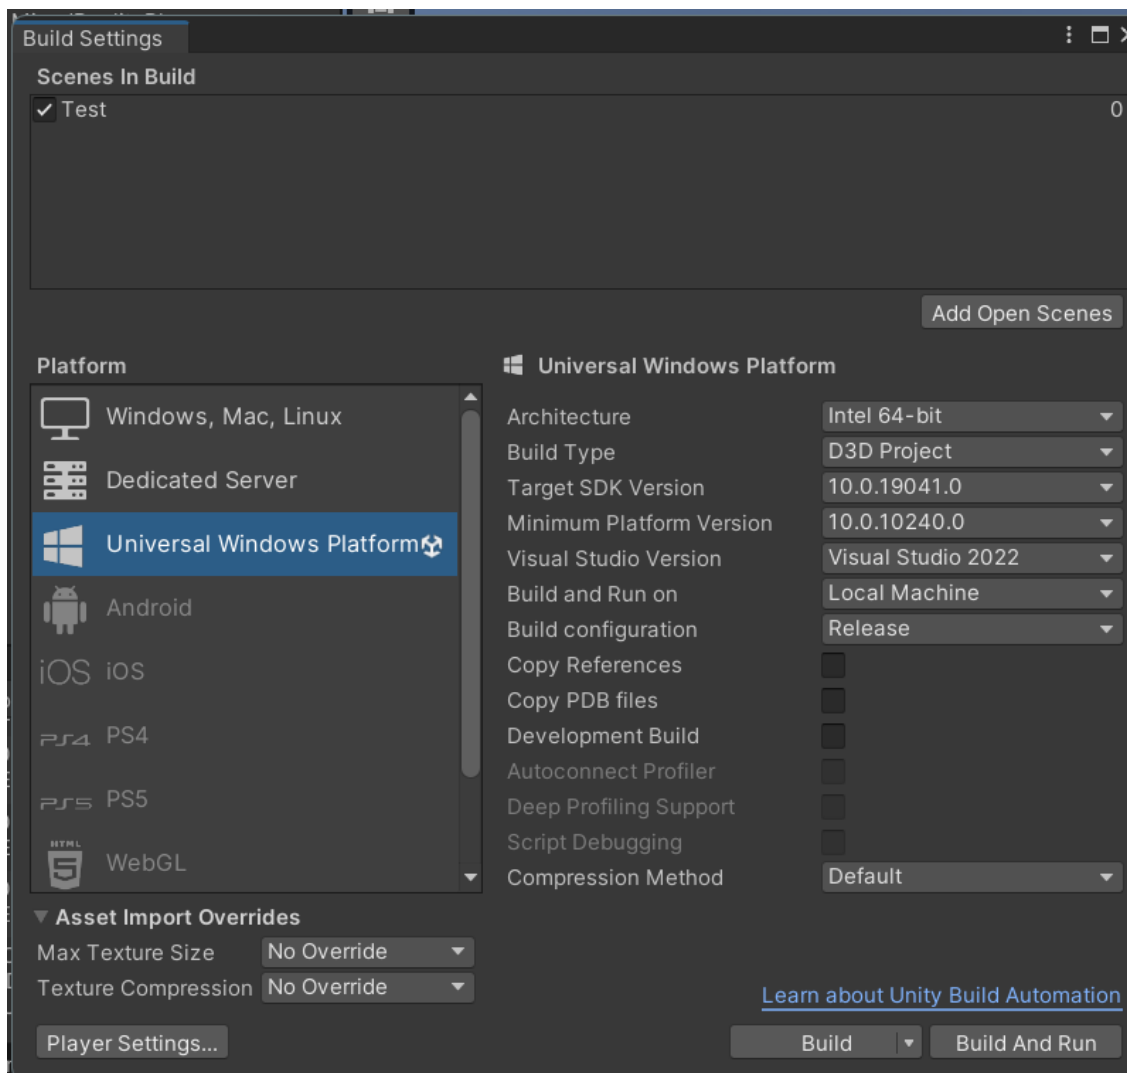 Build Settings
Scenes In Build
Test 0
Add Open Scenes
Platform
Windows, Mac, Linux
Dedicated Server
Universal Windows Platform
Android
iOS iOS
PS4 PS4
PS5 PS5
HTML 5 WebGL
Universal Windows Platform
Architecture Intel 64-bit
Build Type D3D Project
Target SDK Version 10.0.19041.0
Minimum Platform Version 10.0.10240.0
Visual Studio Version Visual Studio 2022
Build and Run on Local Machine
Build configuration Release
Copy References
Copy PDB files
Development Build
Autoconnect Profiler
Deep Profiling Support
Script Debugging
Compression Method Default
Asset Import Overrides
Max Texture Size No Override
Texture Compression No Override
Learn about Unity Build Automation
Player Settings... Build Build And Run